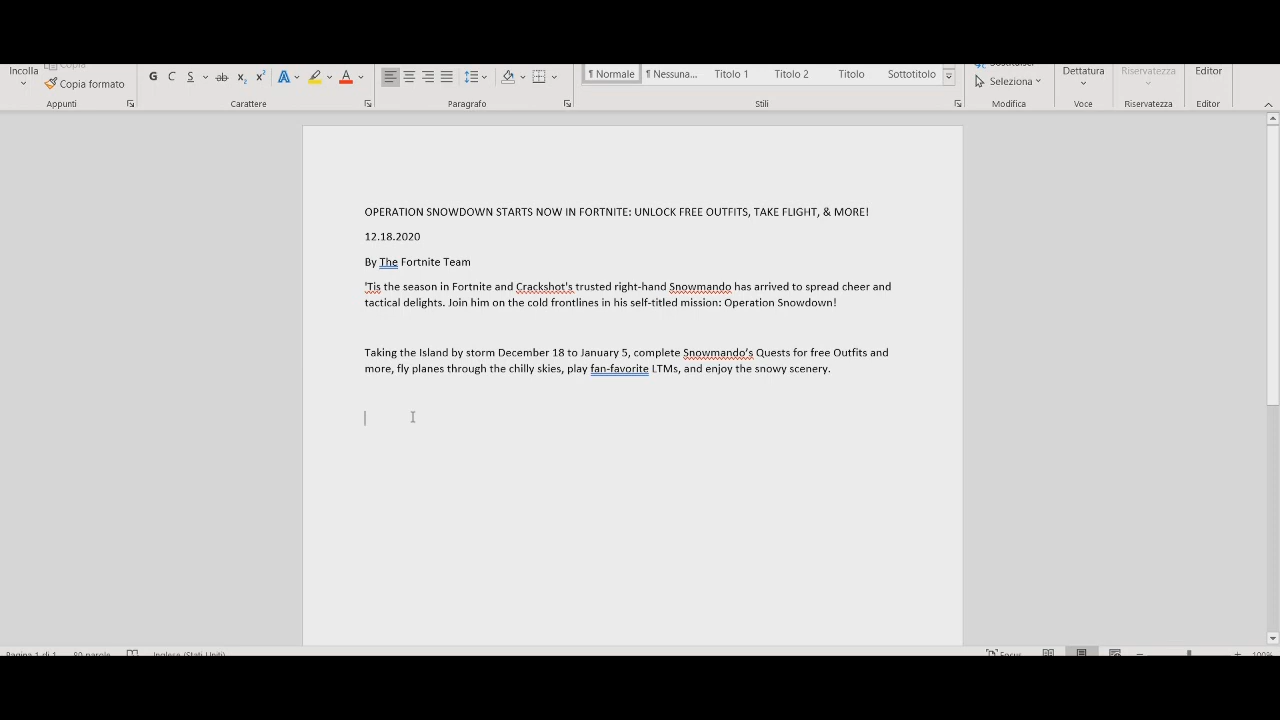 Incolla
Copia
Copia formato
Appunti
G C S ab x₂ x² A A
Carattere
Paragrafo
¶ Normale ¶ Nessuna... Titolo 1 Titolo 2 Titolo Sottotitolo
Stili
Sostituisci
Seleziona
Modifica
Dettatura
Voce
Riservatezza
Riservatezza
Editor
Editor
OPERATION SNOWDOWN STARTS NOW IN FORTNITE: UNLOCK FREE OUTFITS, TAKE FLIGHT, & MORE!
12.18.2020
By The Fortnite Team
'Tis the season in Fortnite and Crackshot's trusted right-hand Snowmando has arrived to spread cheer and
tactical delights. Join him on the cold frontlines in his self-titled mission: Operation Snowdown!
Taking the Island by storm December 18 to January 5, complete Snowmando's Quests for free Outfits and
more, fly planes through the chilly skies, play fan-favorite LTMs, and enjoy the snowy scenery.
Pagina 1 di 1 80 parole Inglese (Stati Uniti) Focus 100%